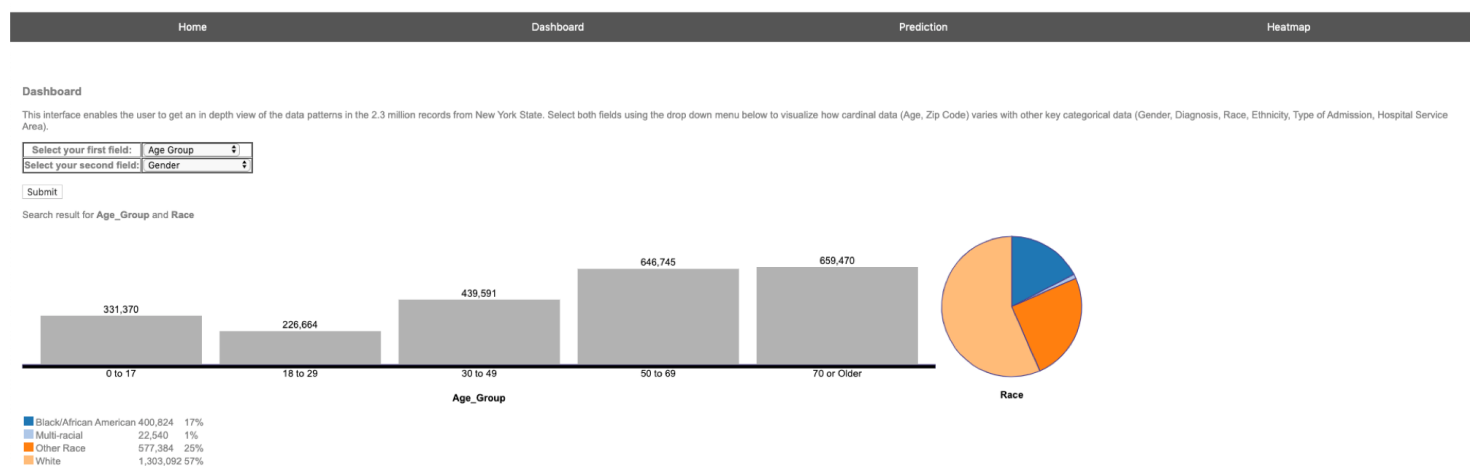 Home Dashboard Prediction Heatmap
Dashboard
This interface enables the user to get an in depth view of the data patterns in the 2.3 million records from New York State. Select both fields using the drop down menu below to visualize how cardinal data (Age, Zip Code) varies with other key categorical data (Gender, Diagnosis, Race, Ethnicity, Type of Admission, Hospital Service
Area).
Select your first field: Age Group
Select your second field: Gender
Submit
Search result for Age_Group and Race
331,370 226,664 439,591 646,745 659,470
0 to 17 18 to 29 30 to 49 50 to 69 70 or Older
Age_Group
Race
Black/African American 400,824 17%
Multi-racial 22,540 1%
Other Race 577,384 25%
White 1,303,092 57%